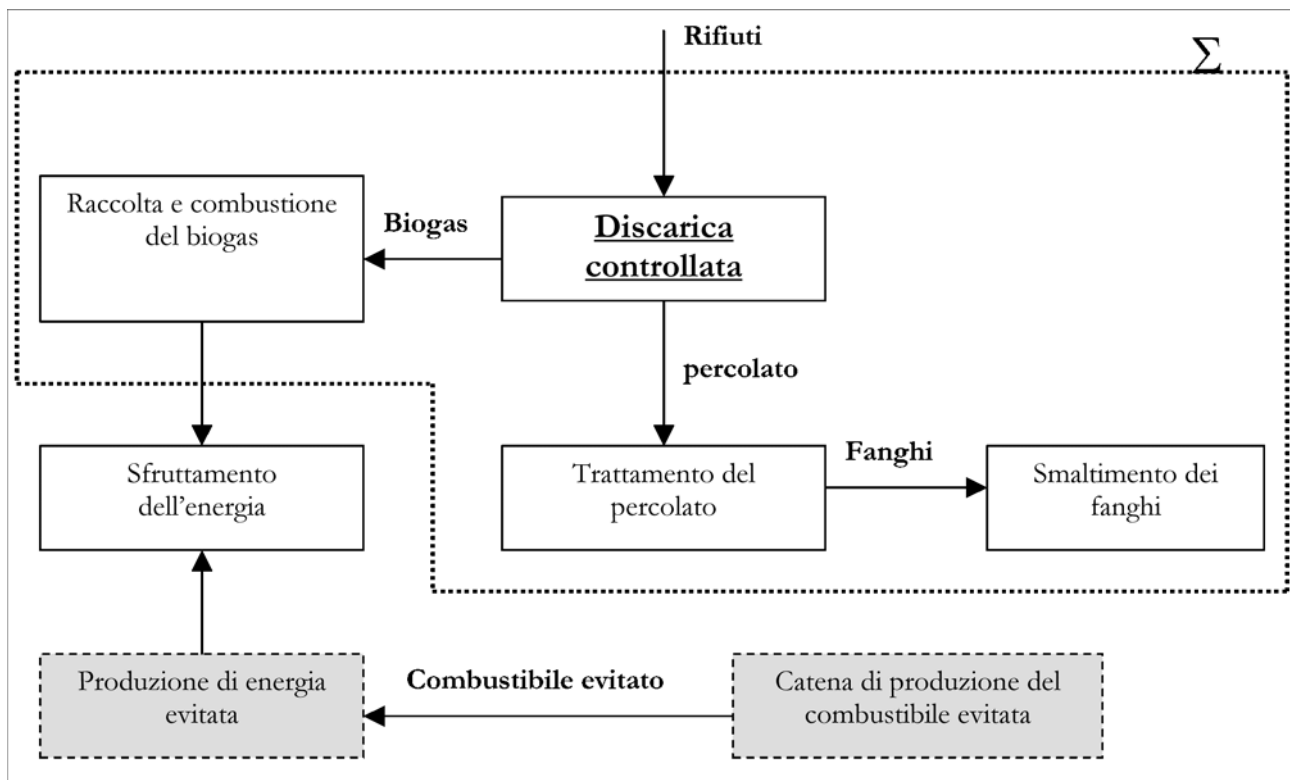 Rifiuti
Σ
Raccolta e combustione
del biogas
Biogas
Discarica
controllata
percolato
Sfruttamento
dell'energia
Trattamento del
percolato
Fanghi
Smaltimento dei
fanghi
Produzione di energia
evitata
Combustibile evitato
Catena di produzione del
combustibile evitata